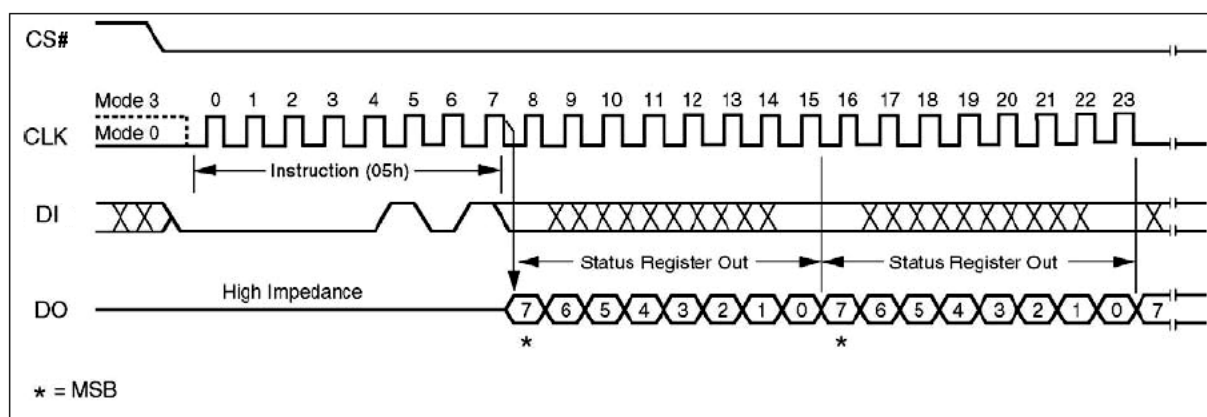 CS#
Mode 3 0 1 2 3 4 5 6 7 8 9 10 11 12 13 14 15 16 17 18 19 20 21 22 23
CLK Mode 0
Instruction (05h)
DI
Status Register Out Status Register Out
High Impedance
DO 7 6 5 4 3 2 1 0 7 6 5 4 3 2 1 0 7
* *
* = MSB